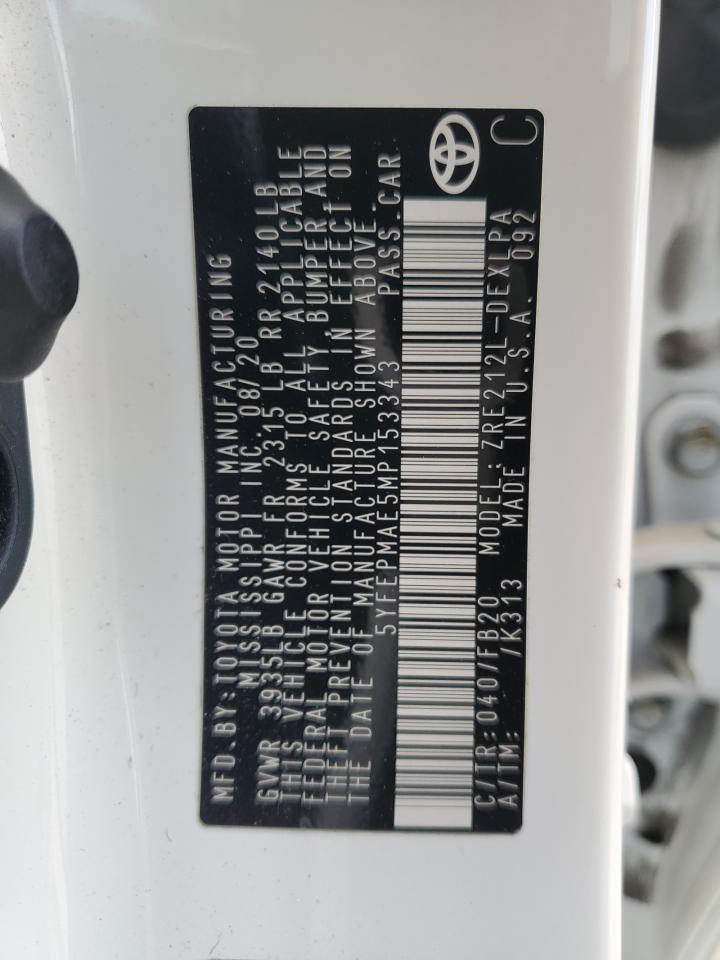 MFD. BY: TOYOTA MOTOR MANUFACTURING
MISSISSIPPI INC. 08/20
GVWR 3935LB GAWR FR 2315 LB RR 2140LB
THIS VEHICLE CONFORMS TO ALL APPLICABLE
FEDERAL MOTOR VEHICLE SAFETY BUMPER AND
THEFT PREVENTION STANDARDS IN EFFECT ON
THE DATE OF MANUFACTURE SHOWN ABOVE.
5YFEPMAE5MP153343 PASS.CAR
C/TR: 040/FB20 MODEL: ZRE212L-DEXLPA
A/TM: /K313 MADE IN U.S.A. 092 C